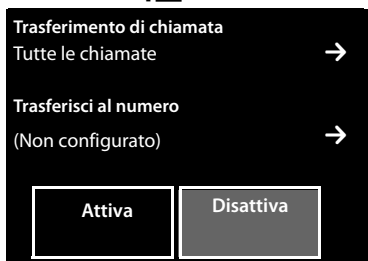 Trasferimento di chiamata
Tutte le chiamate
Trasferisci al numero
(Non configurato)
Attiva
Disattiva